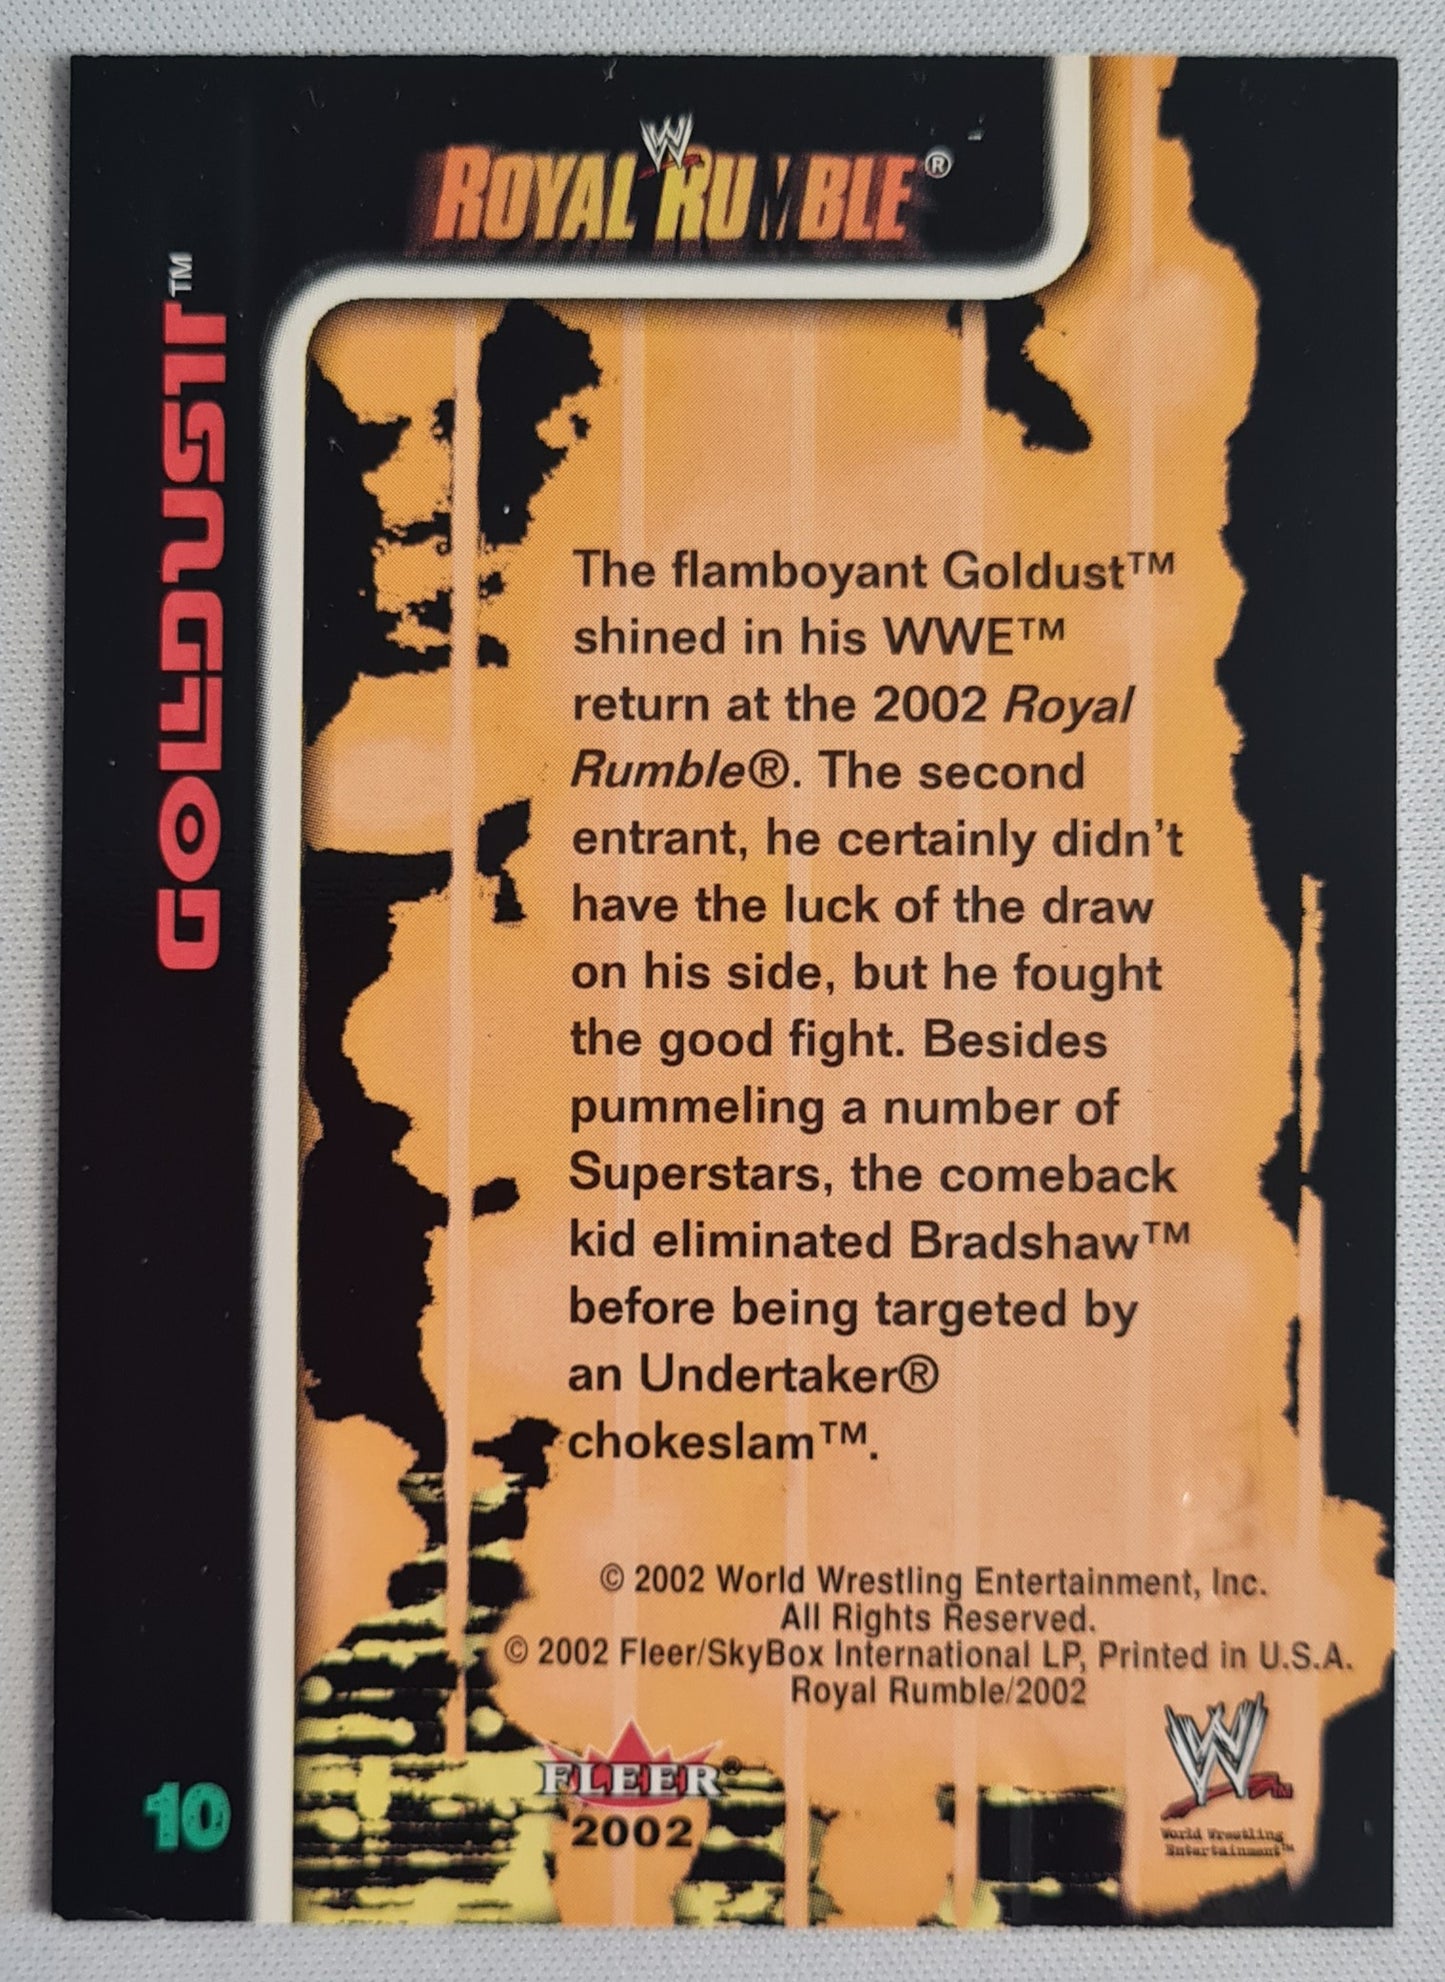 W
ROYAL RUMBLE®
GOLDUST™
The flamboyant Goldust™
shined in his WWE™
return at the 2002 Royal
Rumble®. The second
entrant, he certainly didn't
have the luck of the draw
on his side, but he fought
the good fight. Besides
pummeling a number of
Superstars, the comeback
kid eliminated Bradshaw™
before being targeted by
an Undertaker®
chokeslam™.
© 2002 World Wrestling Entertainment, Inc.
All Rights Reserved.
© 2002 Fleer/SkyBox International LP, Printed in U.S.A.
Royal Rumble/2002
FLEER®
2002
W™
World Wrestling
Entertainment™
10